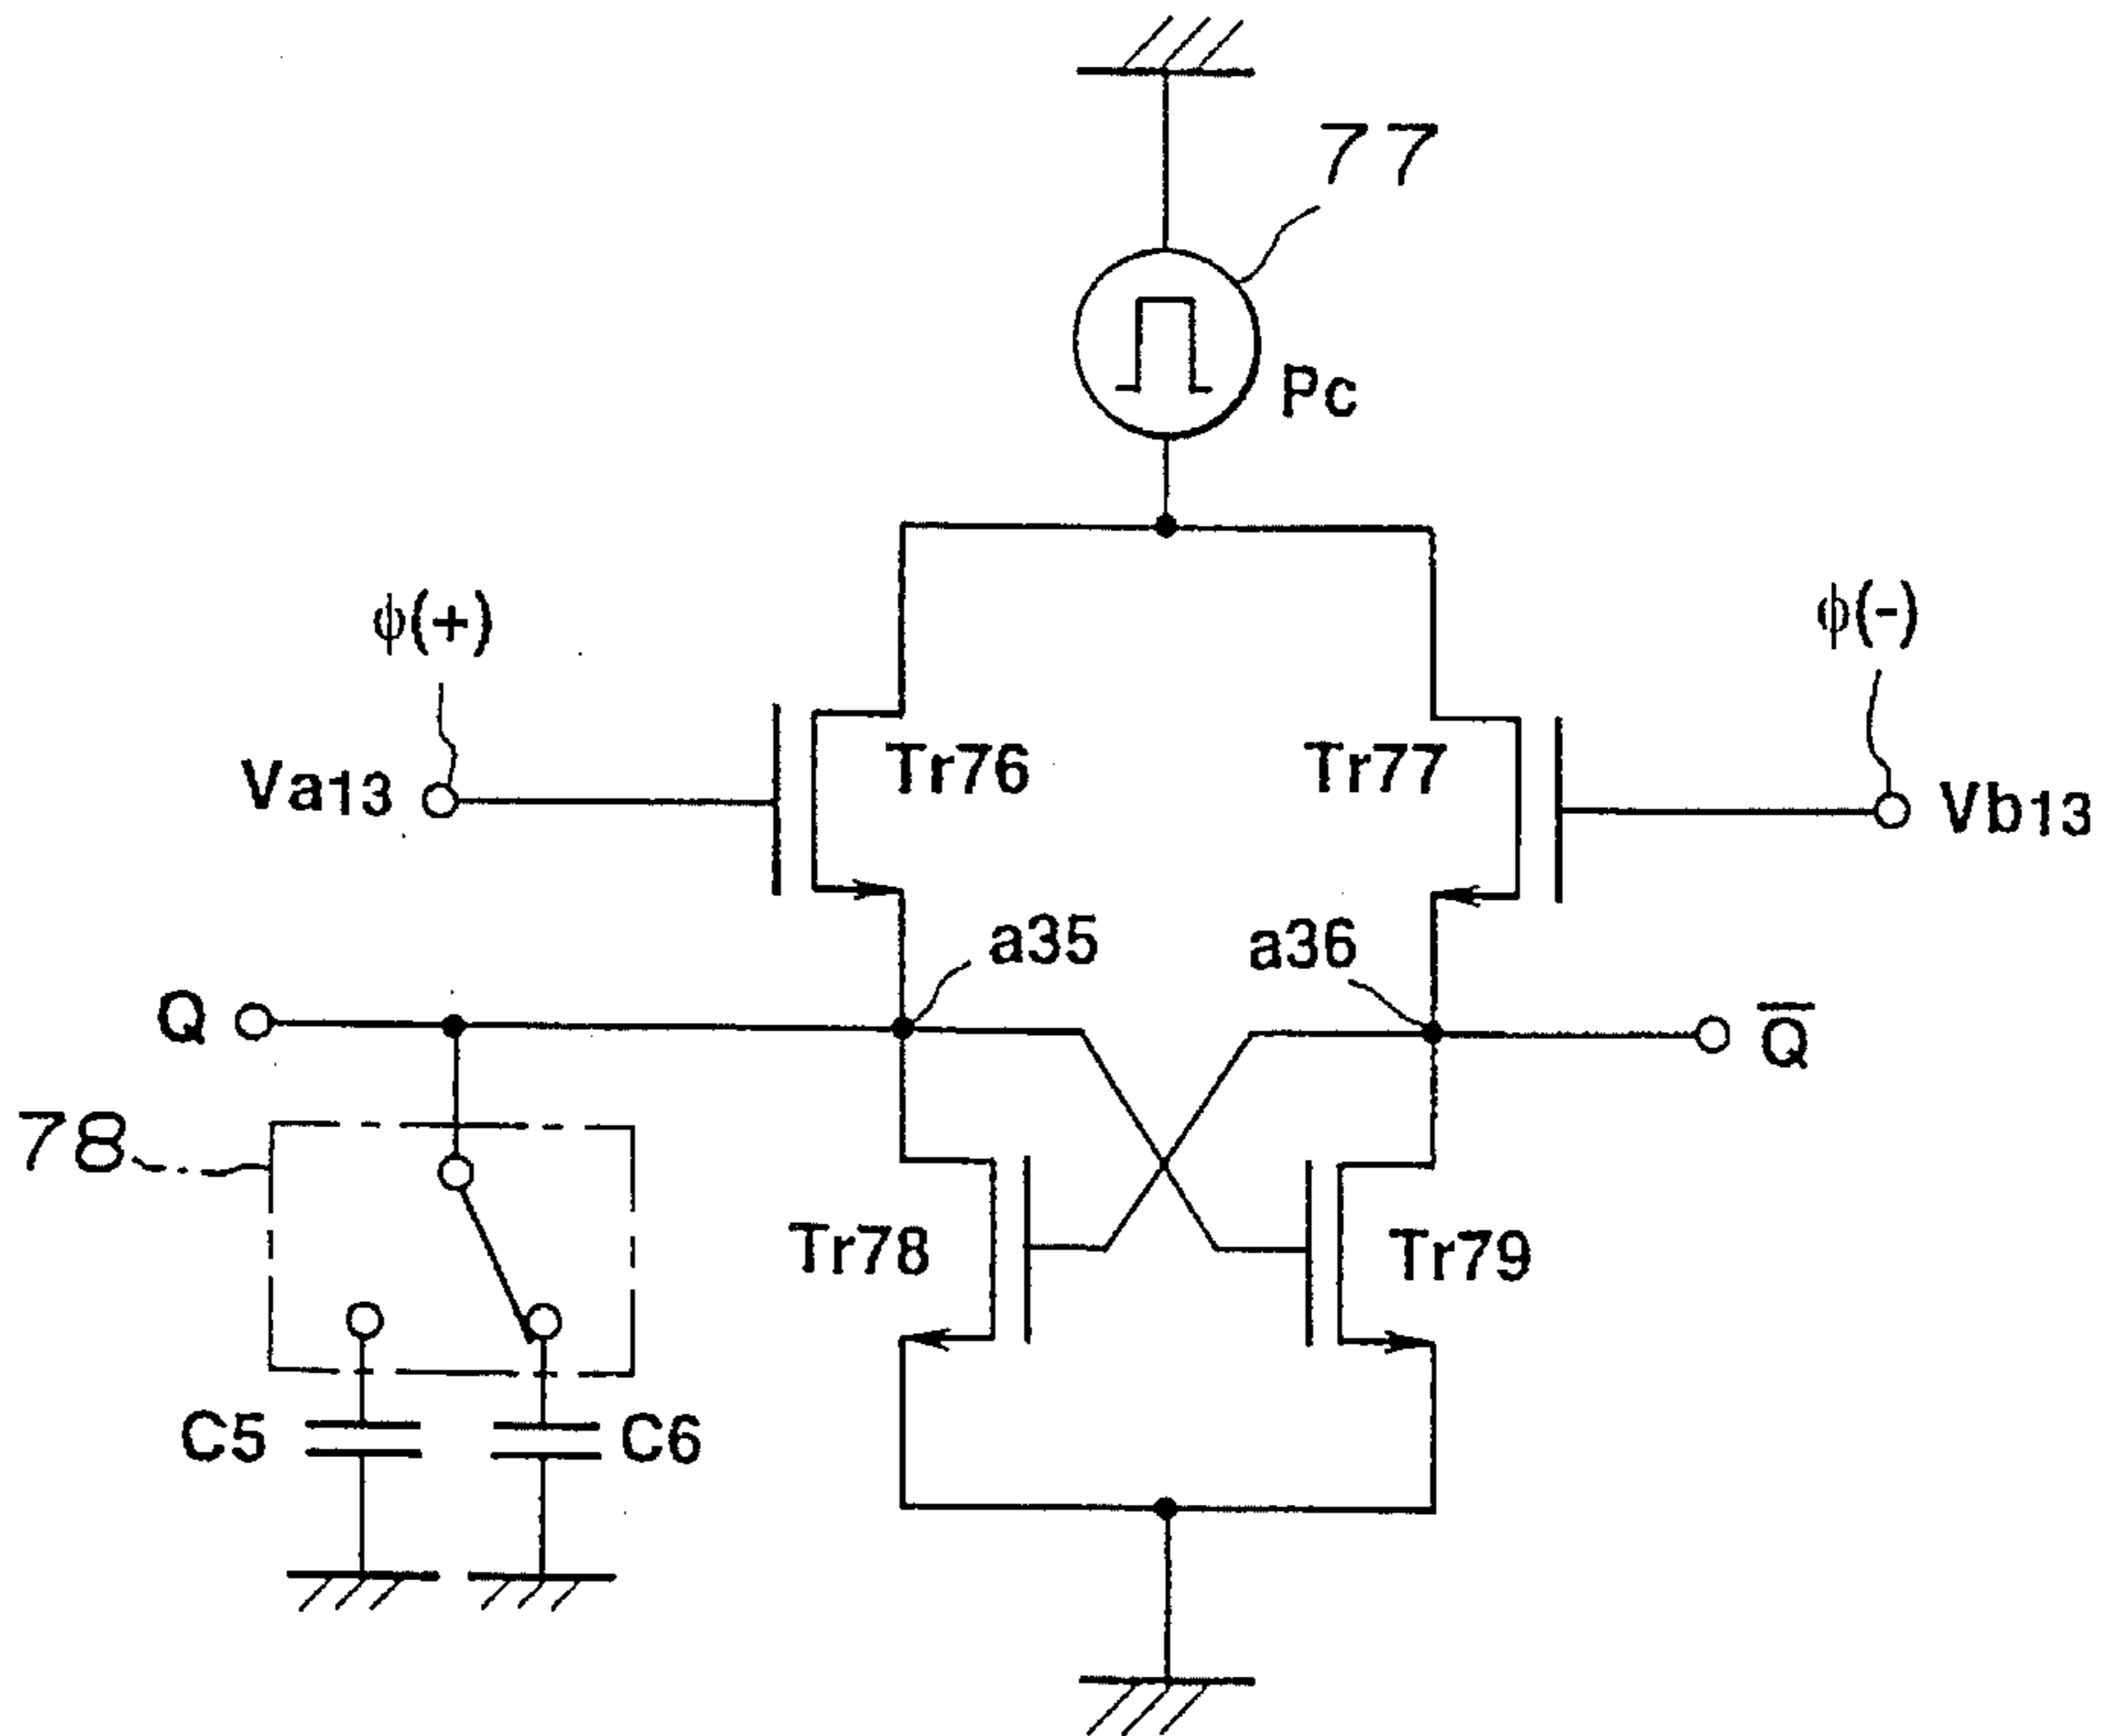 77
Pc
ϕ(+)
ϕ(-)
Va13
Tr76
Tr77
Vb13
a35
a36
Q
Q̅
78
Tr78
Tr79
C5
C6